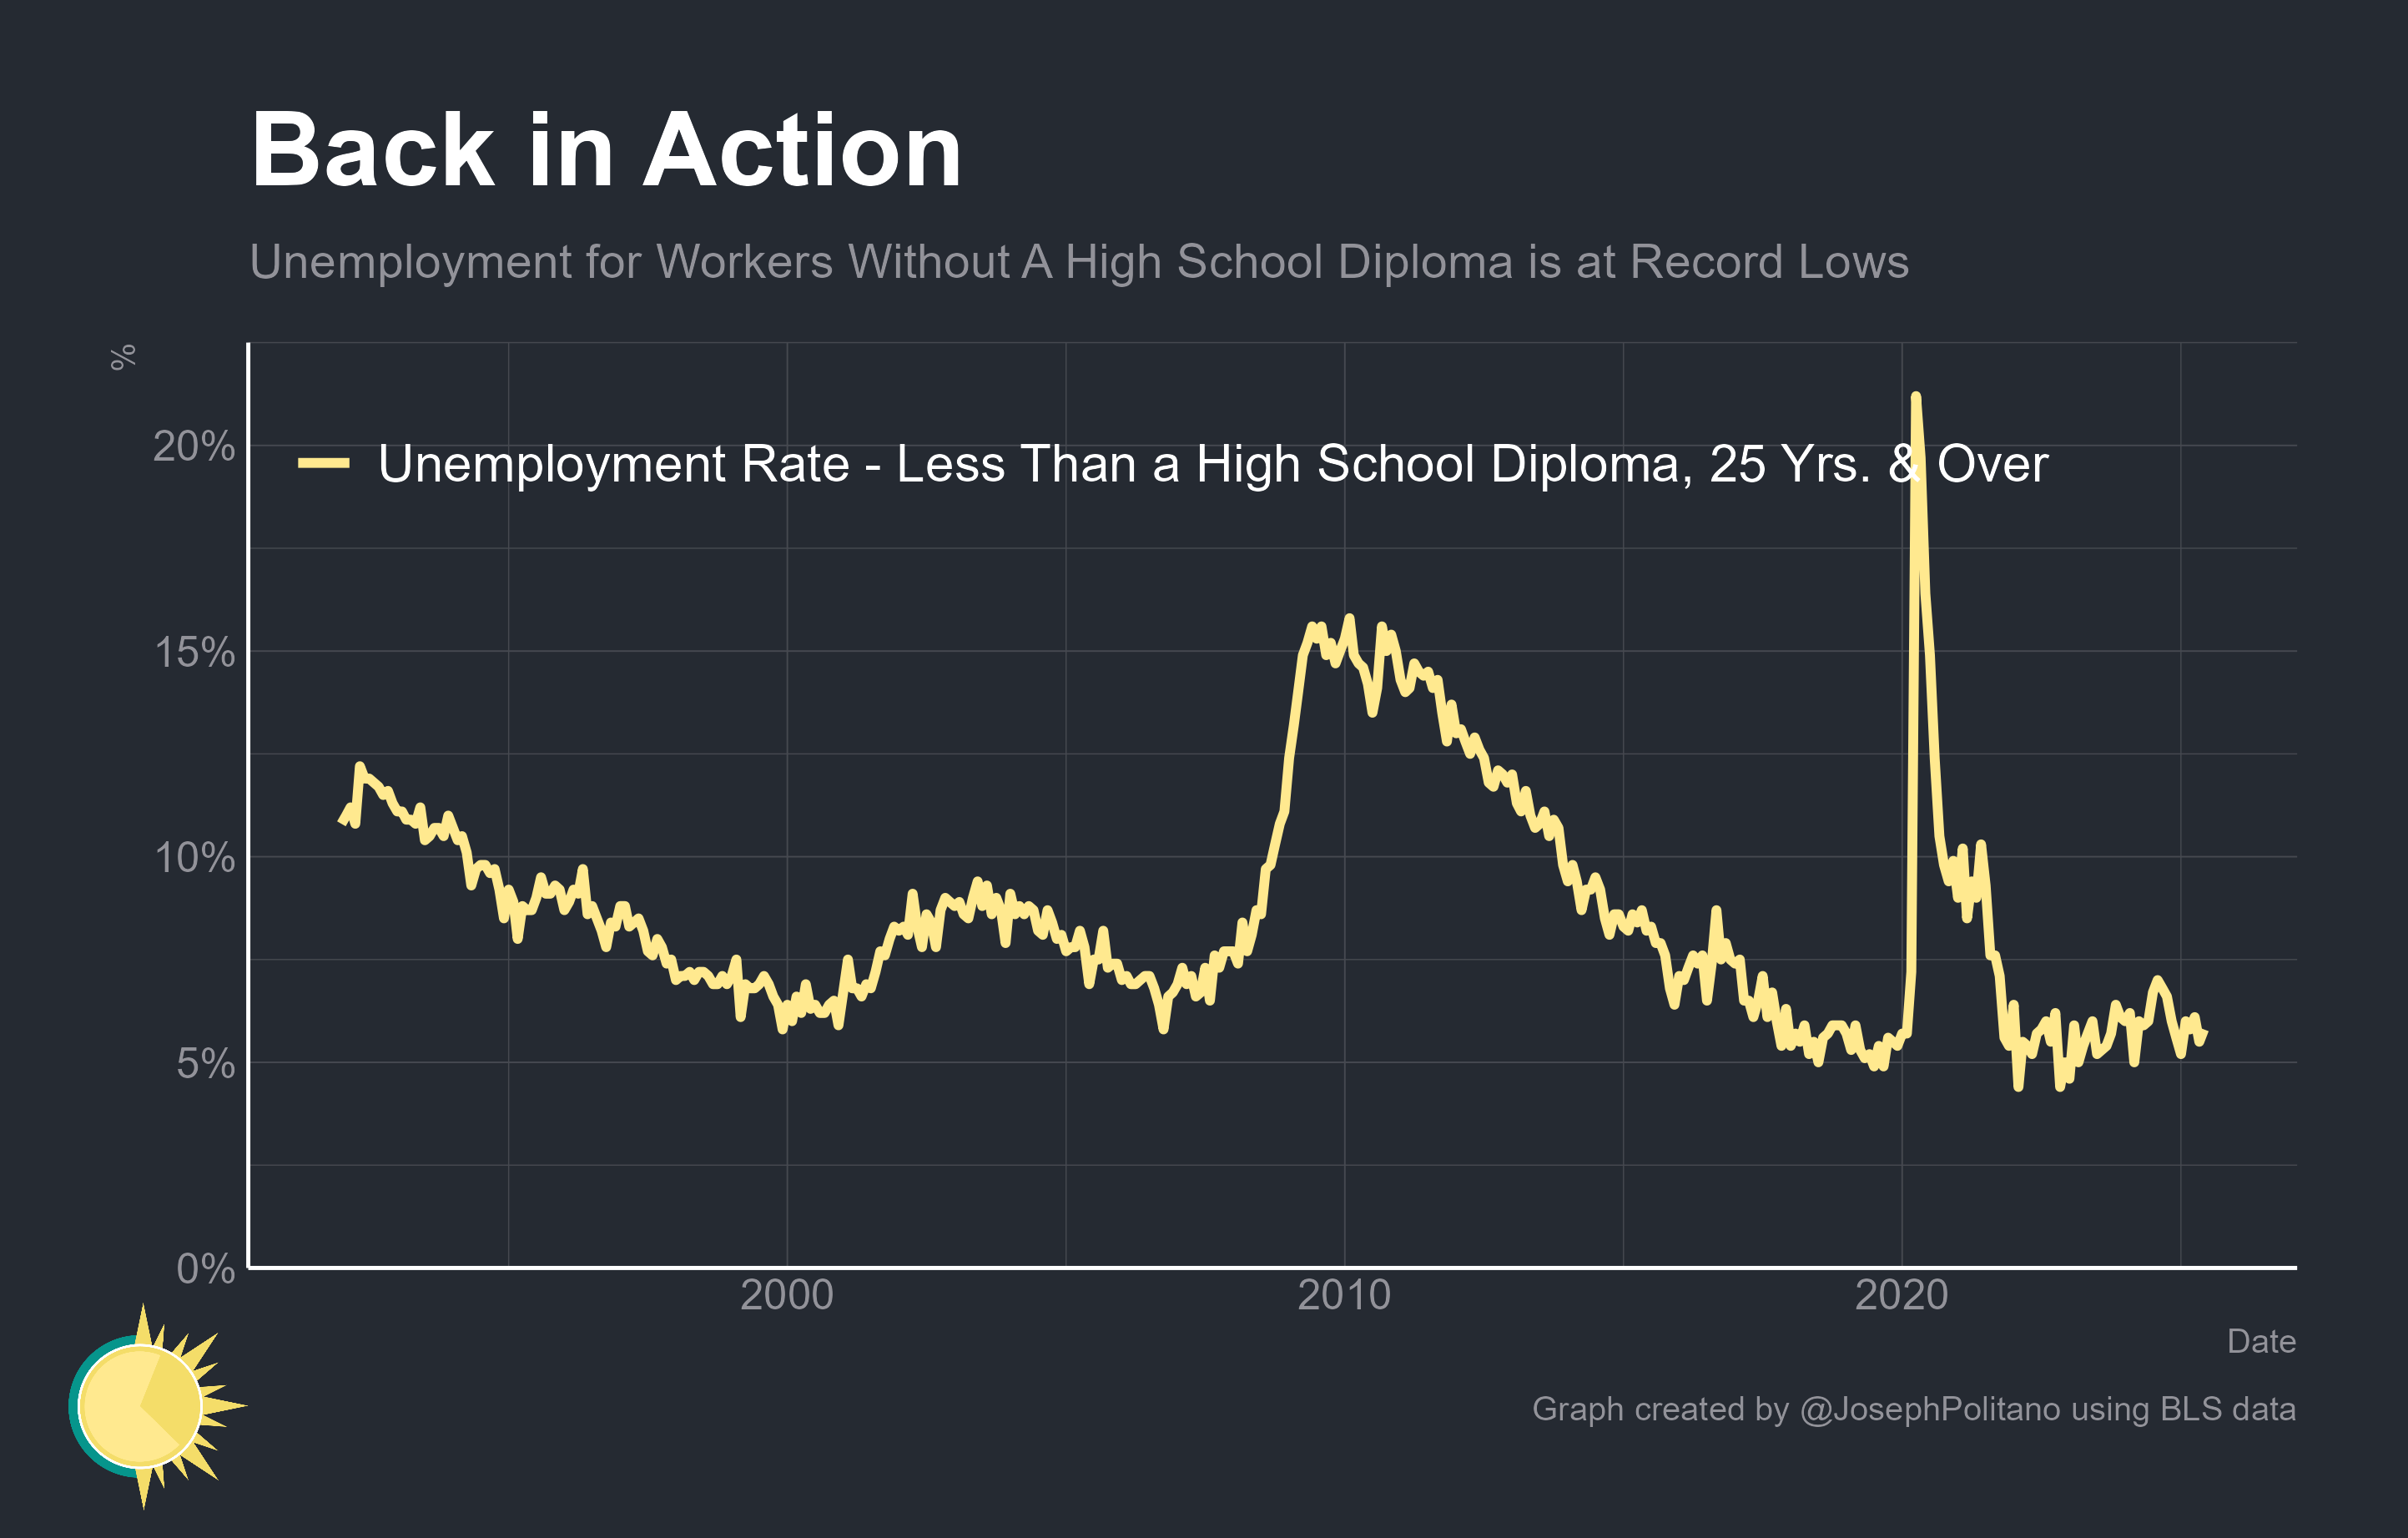 Back in Action
Unemployment for Workers Without A High School Diploma is at Record Lows
%
20%
Unemployment Rate - Less Than a High School Diploma, 25 Yrs. & Over
15%
10%
5%
0%
2000 2010 2020
Date
Graph created by @JosephPolitano using BLS data